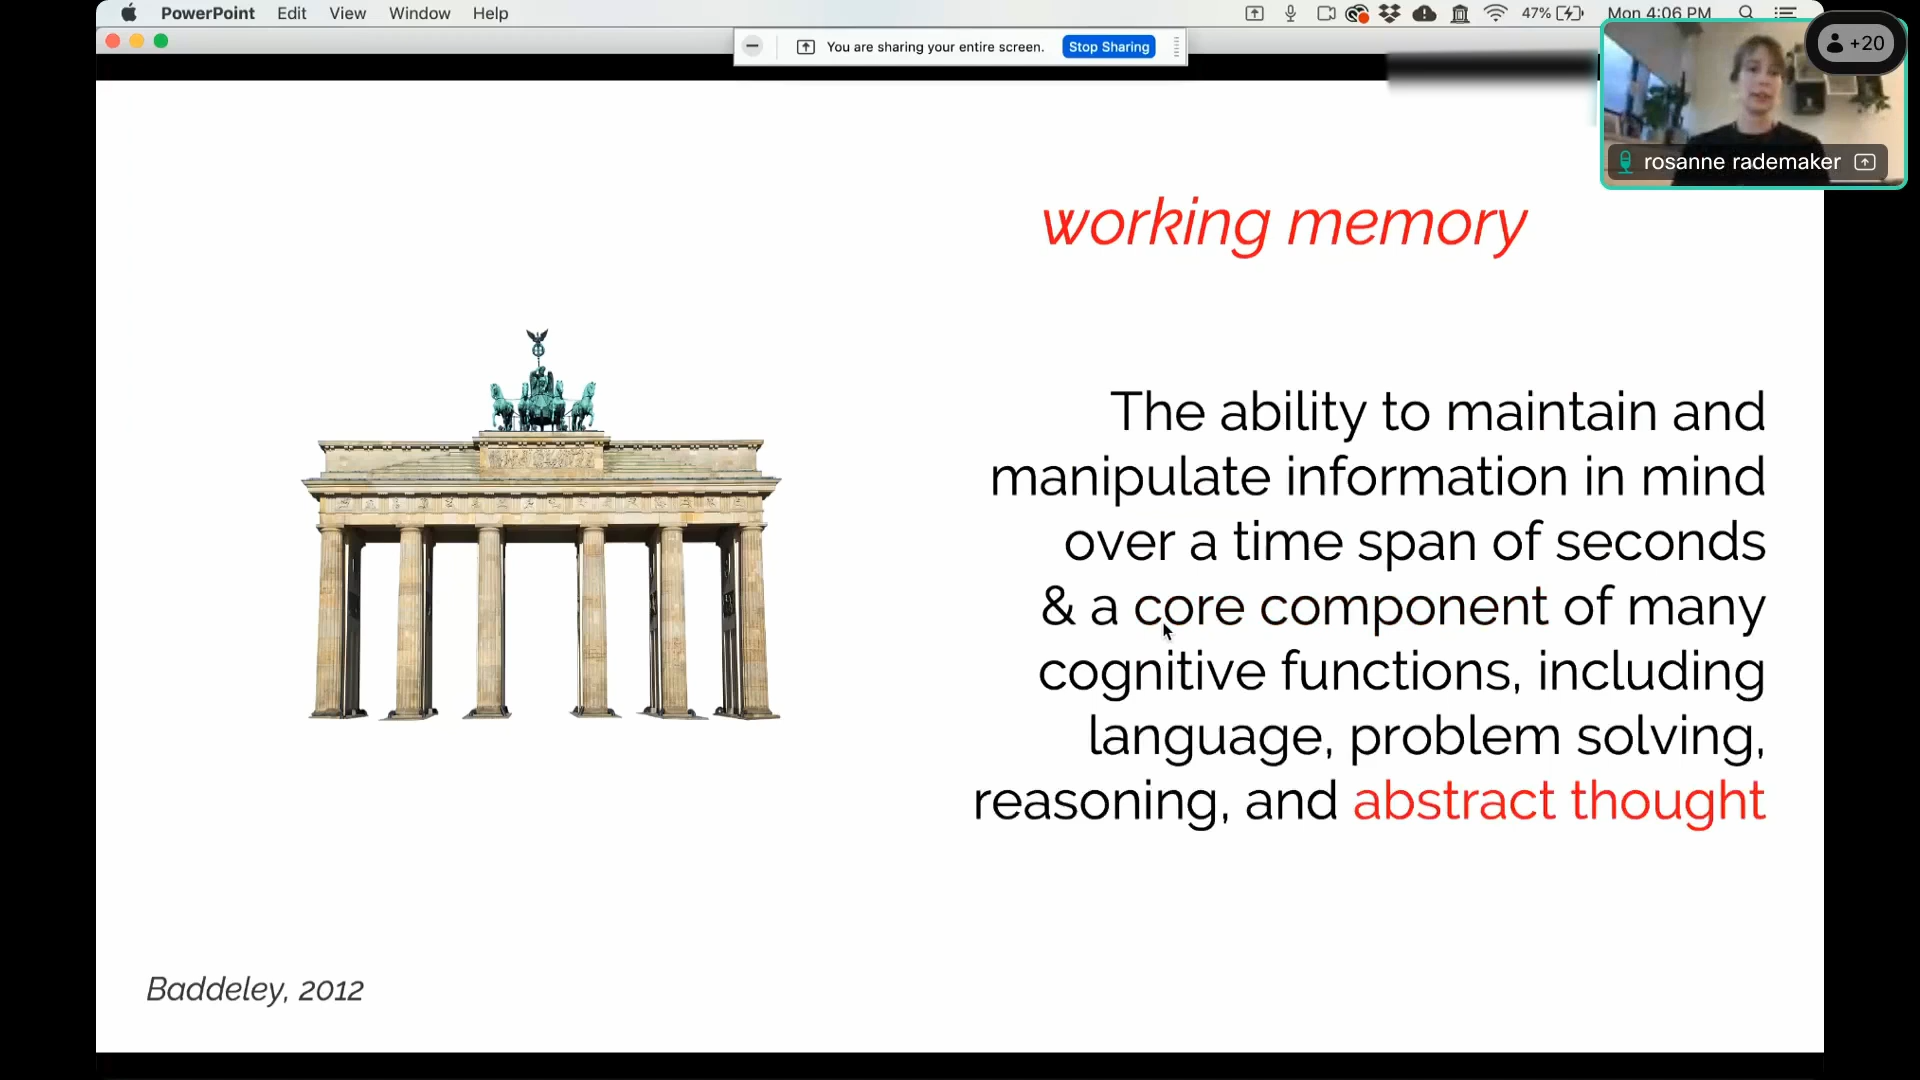 PowerPoint Edit View Window Help
47% Mon 4:06 PM
You are sharing your entire screen. Stop Sharing
+20
rosanne rademaker
working memory
The ability to maintain and
manipulate information in mind
over a time span of seconds
& a core component of many
cognitive functions, including
language, problem solving,
reasoning, and abstract thought
Baddeley, 2012